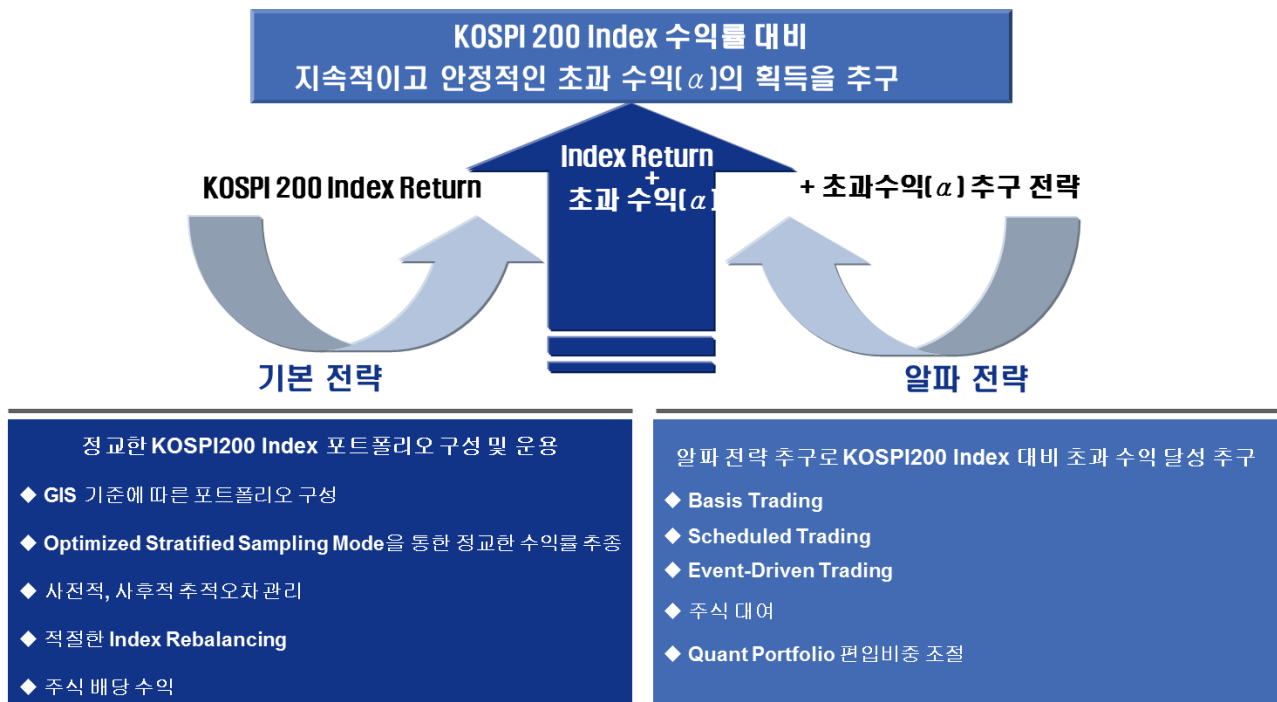 KOSPI 200 Index 수익률 대비
지속적이고 안정적인 초과 수익(α)의 획득을 추구
Index Return
+
초과 수익(α)
KOSPI 200 Index Return
+ 초과수익(α) 추구 전략
기본 전략
알파 전략
정교한 KOSPI200 Index 포트폴리오 구성 및 운용
◆ GIS 기준에 따른 포트폴리오 구성
◆ Optimized Stratified Sampling Mode을 통한 정교한 수익률 추종
◆ 사전적, 사후적 추적오차 관리
◆ 적절한 Index Rebalancing
◆ 주식 배당 수익
알파 전략 추구로 KOSPI200 Index 대비 초과 수익 달성 추구
◆ Basis Trading
◆ Scheduled Trading
◆ Event-Driven Trading
◆ 주식 대여
◆ Quant Portfolio 편입비중 조절